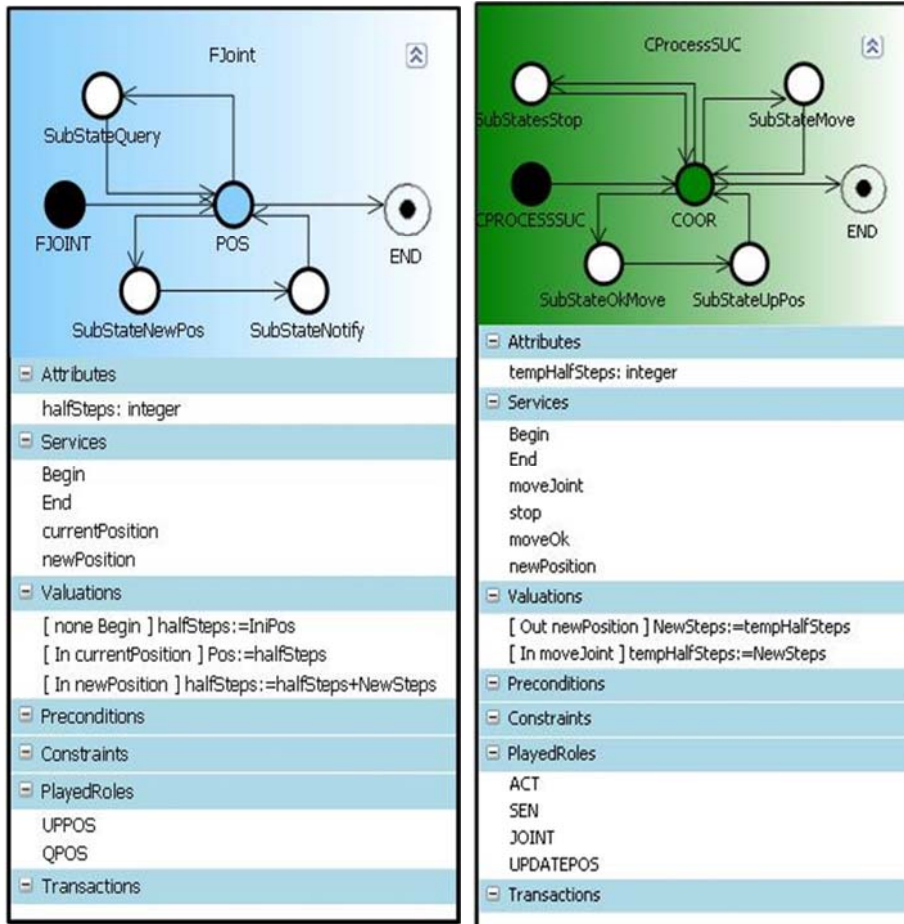 FJoint
SubStateQuery
FJOINT
POS
END
SubStateNewPos
SubStateNotify
Attributes
halfSteps: integer
Services
Begin
End
currentPosition
newPosition
Valuations
[ none Begin ] halfSteps:=IniPos
[ In currentPosition ] Pos:=halfSteps
[ In newPosition ] halfSteps:=halfSteps+NewSteps
Preconditions
Constraints
PlayedRoles
UPPOS
QPOS
Transactions
CProcessSUC
SubStatesStop
SubStateMove
CPROCESSSUC
COOR
END
SubStateOkMove
SubStateUpPos
Attributes
tempHalfSteps: integer
Services
Begin
End
moveJoint
stop
moveOk
newPosition
Valuations
[ Out newPosition ] NewSteps:=tempHalfSteps
[ In moveJoint ] tempHalfSteps:=NewSteps
Preconditions
Constraints
PlayedRoles
ACT
SEN
JOINT
UPDATEPOS
Transactions